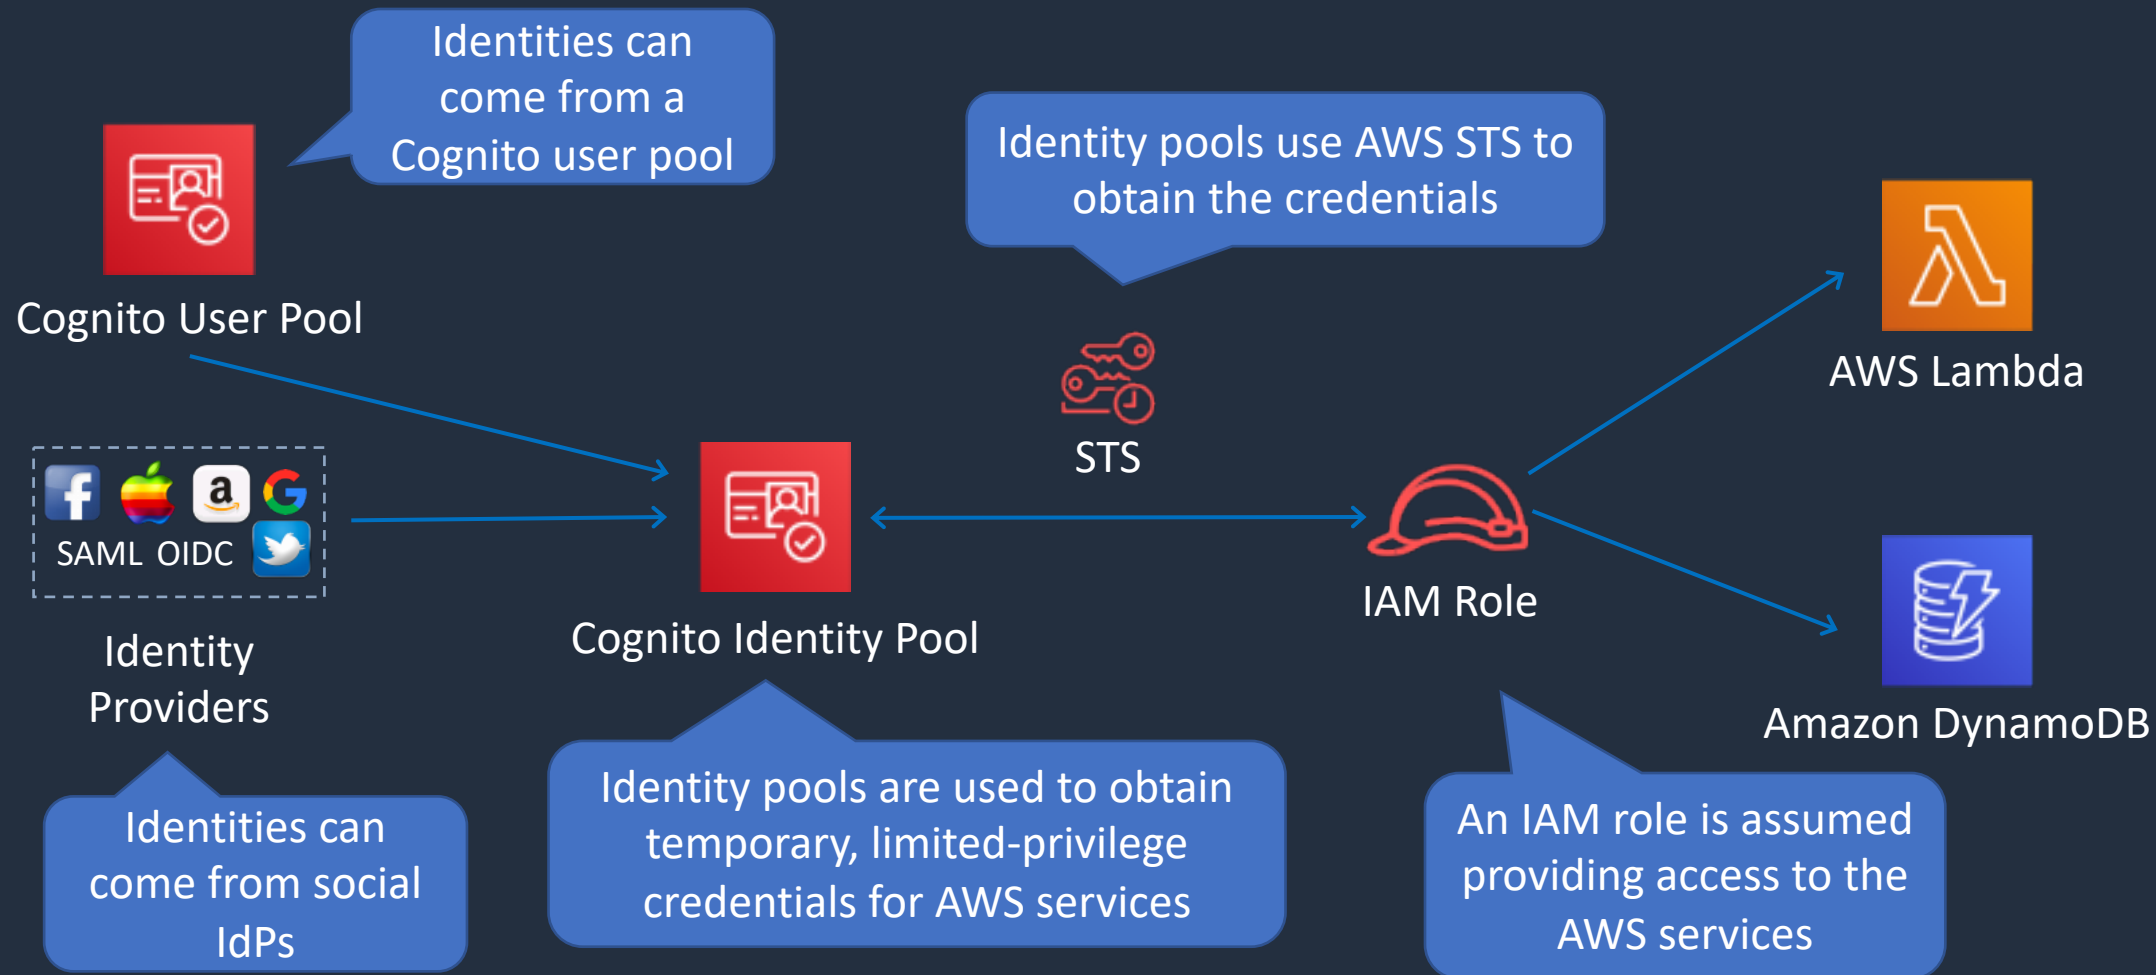 Identities can
come from a
Cognito user pool
Identity pools use AWS STS to
obtain the credentials
Cognito User Pool
AWS Lambda
STS
f
a
G
SAML OIDC
IAM Role
Identity
Providers
Cognito Identity Pool
Amazon DynamoDB
Identities can
come from social
IdPs
Identity pools are used to obtain
temporary, limited-privilege
credentials for AWS services
An IAM role is assumed
providing access to the
AWS services